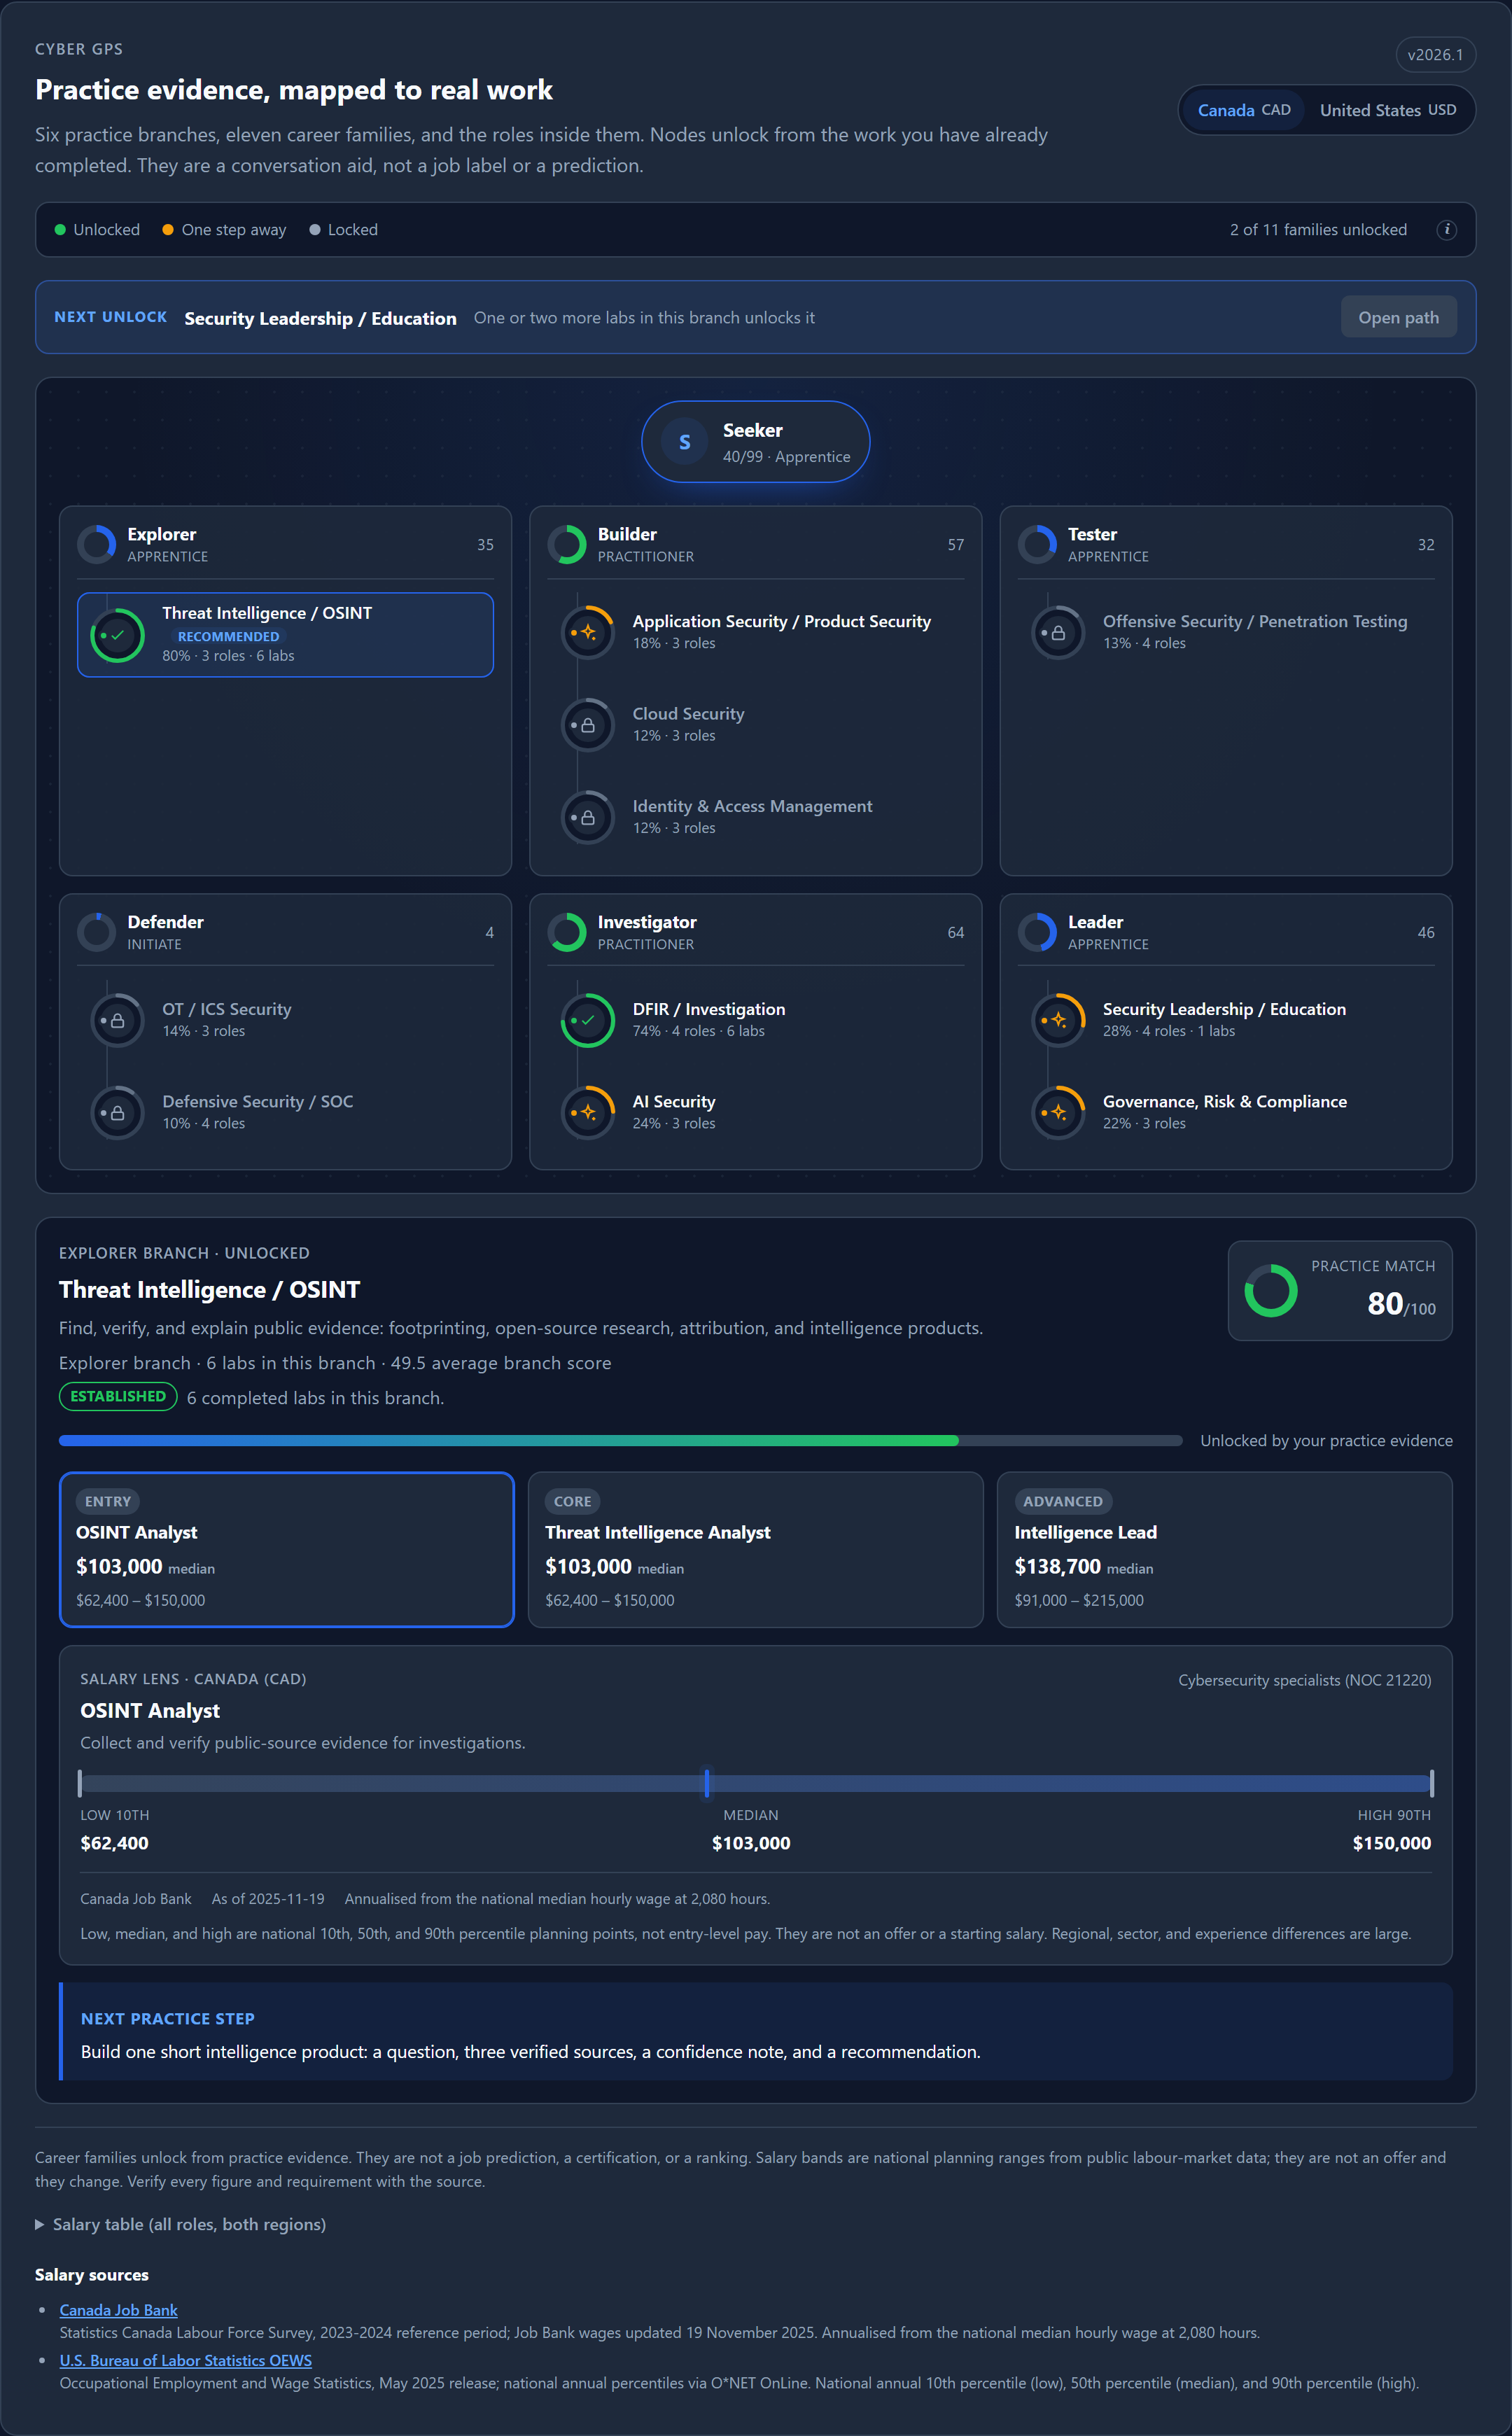 CYBER GPS
v2026.1
Practice evidence, mapped to real work
Canada CAD
United States USD
Six practice branches, eleven career families, and the roles inside them. Nodes unlock from the work you have already
completed. They are a conversation aid, not a job label or a prediction.
Unlocked
One step away
Locked
2 of 11 families unlocked
i
NEXT UNLOCK Security Leadership / Education One or two more labs in this branch unlocks it
Open path
S
Seeker
40/99 · Apprentice
Explorer
APPRENTICE
35
Threat Intelligence / OSINT
RECOMMENDED
80% · 3 roles · 6 labs
Builder
PRACTITIONER
57
Application Security / Product Security
18% · 3 roles
Cloud Security
12% · 3 roles
Identity & Access Management
12% · 3 roles
Tester
APPRENTICE
32
Offensive Security / Penetration Testing
13% · 4 roles
Defender
INITIATE
4
OT / ICS Security
14% · 3 roles
Defensive Security / SOC
10% · 4 roles
Investigator
PRACTITIONER
64
DFIR / Investigation
74% · 4 roles · 6 labs
AI Security
24% · 3 roles
Leader
APPRENTICE
46
Security Leadership / Education
28% · 4 roles · 1 labs
Governance, Risk & Compliance
22% · 3 roles
EXPLORER BRANCH · UNLOCKED
Threat Intelligence / OSINT
Find, verify, and explain public evidence: footprinting, open-source research, attribution, and intelligence products.
Explorer branch · 6 labs in this branch · 49.5 average branch score
ESTABLISHED 6 completed labs in this branch.
PRACTICE MATCH
80/100
Unlocked by your practice evidence
ENTRY
OSINT Analyst
$103,000 median
$62,400 – $150,000
CORE
Threat Intelligence Analyst
$103,000 median
$62,400 – $150,000
ADVANCED
Intelligence Lead
$138,700 median
$91,000 – $215,000
SALARY LENS · CANADA (CAD)
Cybersecurity specialists (NOC 21220)
OSINT Analyst
Collect and verify public-source evidence for investigations.
LOW 10TH
$62,400
MEDIAN
$103,000
HIGH 90TH
$150,000
Canada Job Bank As of 2025-11-19 Annualised from the national median hourly wage at 2,080 hours.
Low, median, and high are national 10th, 50th, and 90th percentile planning points, not entry-level pay. They are not an offer or a starting salary. Regional, sector, and experience differences are large.
NEXT PRACTICE STEP
Build one short intelligence product: a question, three verified sources, a confidence note, and a recommendation.
Career families unlock from practice evidence. They are not a job prediction, a certification, or a ranking. Salary bands are national planning ranges from public labour-market data; they are not an offer and
they change. Verify every figure and requirement with the source.
Salary table (all roles, both regions)
Salary sources
Canada Job Bank
Statistics Canada Labour Force Survey, 2023-2024 reference period; Job Bank wages updated 19 November 2025. Annualised from the national median hourly wage at 2,080 hours.
U.S. Bureau of Labor Statistics OEWS
Occupational Employment and Wage Statistics, May 2025 release; national annual percentiles via O*NET OnLine. National annual 10th percentile (low), 50th percentile (median), and 90th percentile (high).